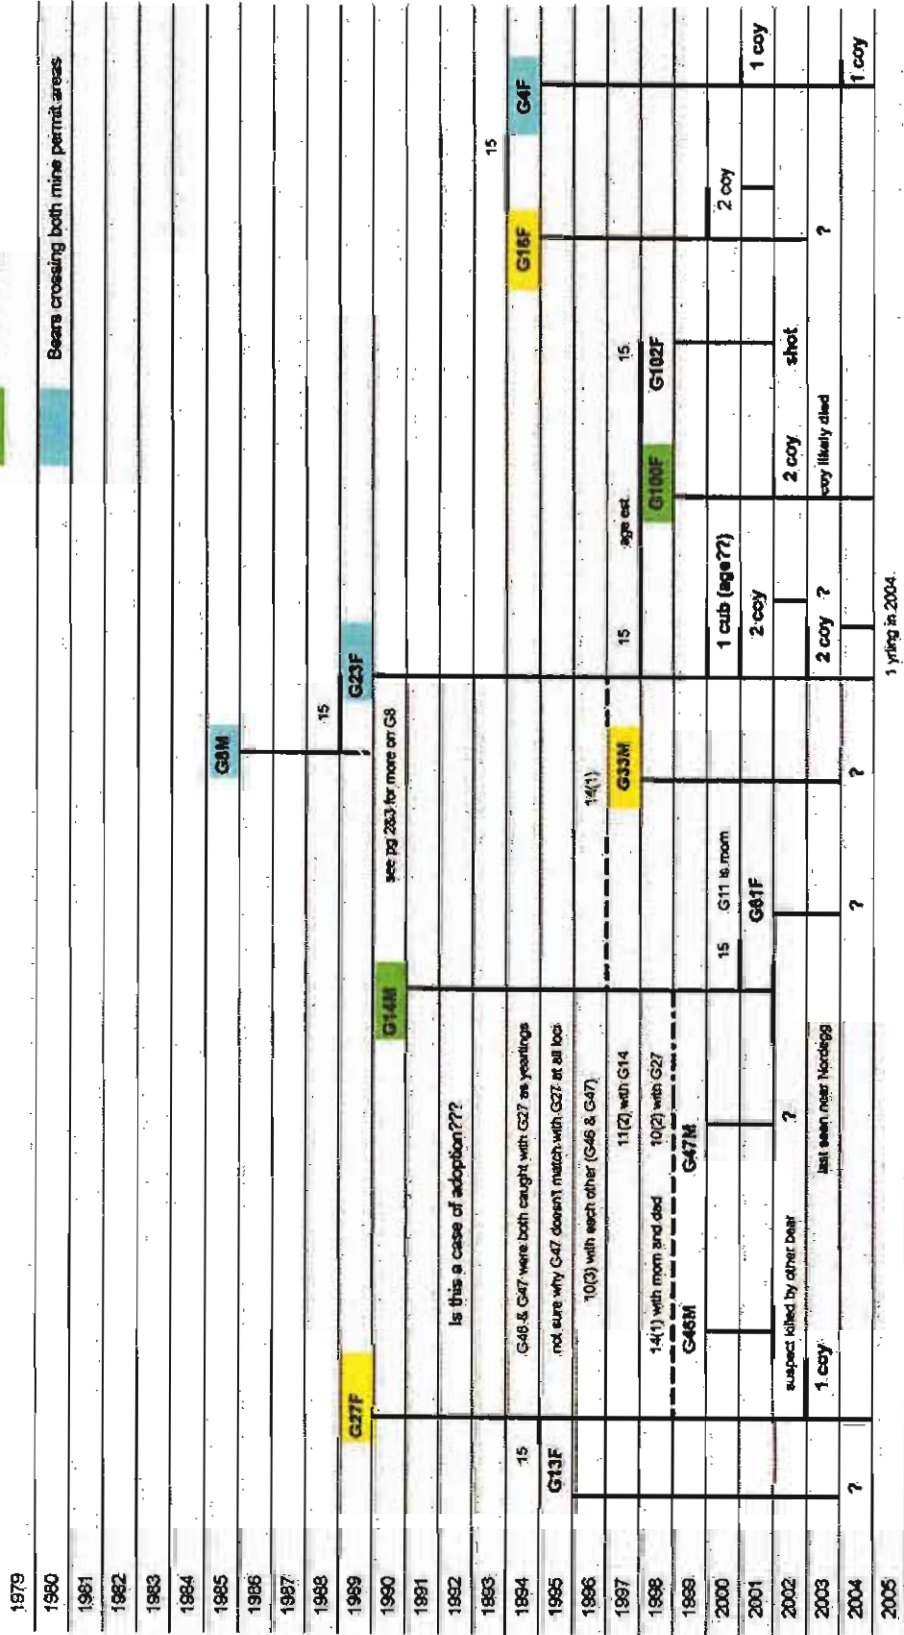 1979
1980
Bears crossing both mine permit areas
1981
1982
1983
1984
1985
G8M
1986
1987
1988
15
1989
G27F
G23F
1990
G14M
see pg 2&3 for more on G8
1991
1992
Is this a case of adoption???
1993
15
1994
15
G46 & G47 were both caught with G27 as yearlings
G16F
G4F
1995
G13F
not sure why G47 doesn't match with G27 at all loci
1996
10(3) with each other (G46 & G47)
14(1)
1997
11(2) with G14
G33M
15
age est.
15
1998
14(1) with mom and dad
10(2) with G27
G100F
G102F
1999
G46M
G47M
2000
15
G11 is mom
1 cub (age??)
2 coy
2001
G61F
2 coy
1 coy
2002
suspect killed by other bear
?
2 coy
shot
2003
1 coy
last seen near Nordegg
2 coy
?
coy likely died
?
2004
?
?
?
1 coy
2005
1 yrling in 2004